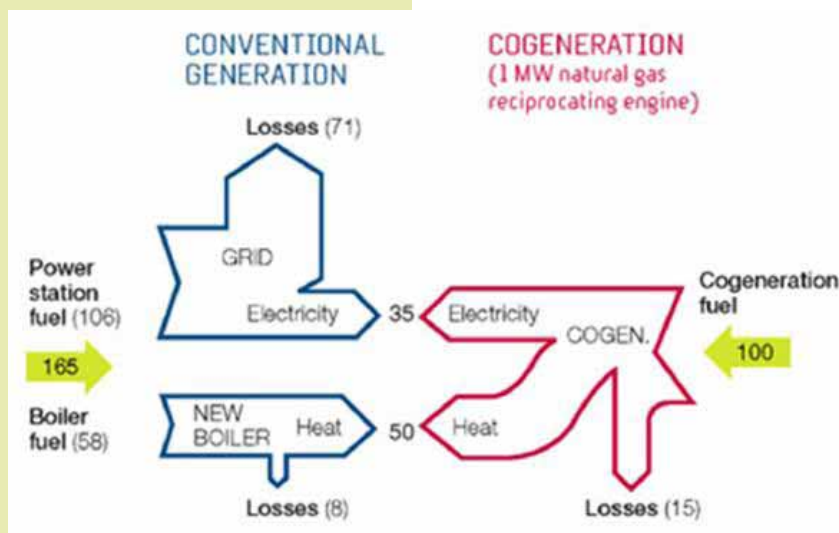 CONVENTIONAL
GENERATION
COGENERATION
(1 MW natural gas
reciprocating engine)
Losses (71)
GRID
Power
station
fuel (106)
Electricity
35
Electricity
COGEN.
Cogeneration
fuel
165
100
Boiler
fuel (58)
NEW
BOILER
Heat
50
Heat
Losses (8)
Losses (15)